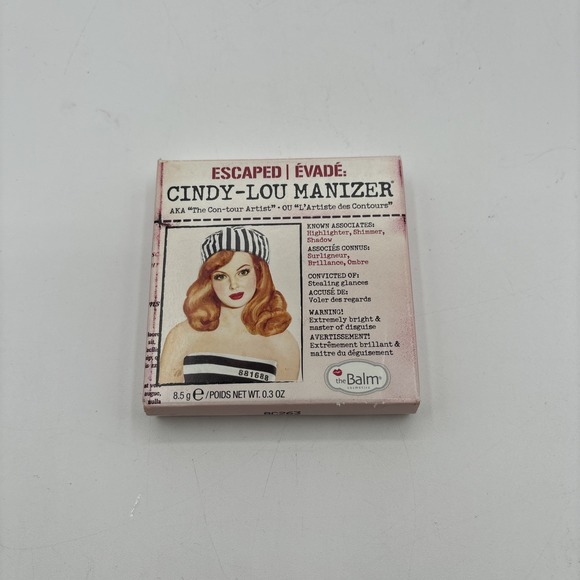 ESCAPED | ÉVADÉ:
CINDY-LOU MANIZER
AKA "The Con-tour Artist" • OU "L'Artiste des Contours"
KNOWN ASSOCIATES:
Highlighter, Shimmer,
Shadow
ASSOCIÉS CONNUS:
Surligneur,
Brillance, Ombre
CONVICTED OF:
Stealing glances
ACCUSÉ DE:
Voler des regards
WARNING!
Extremely bright &
master of disguise
AVERTISSEMENT!
Extrêmement brillant &
maître du déguisement
881688
theBalm®
cosmetics
8.5 g ℮ /POIDS NET WT. 0.3 OZ